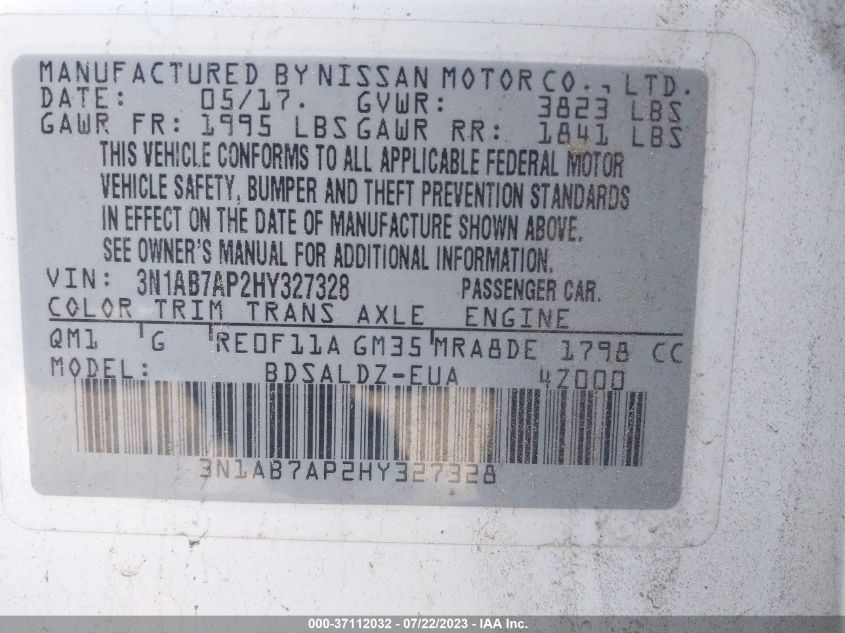 MANUFACTURED BY NISSAN MOTOR CO., LTD.
DATE: 05/17. GVWR: 3823 LBS
GAWR FR: 1995 LBS GAWR RR: 1841 LBS
THIS VEHICLE CONFORMS TO ALL APPLICABLE FEDERAL MOTOR
VEHICLE SAFETY, BUMPER AND THEFT PREVENTION STANDARDS
IN EFFECT ON THE DATE OF MANUFACTURE SHOWN ABOVE.
SEE OWNER'S MANUAL FOR ADDITIONAL INFORMATION.
VIN: 3N1AB7AP2HY327328 PASSENGER CAR.
COLOR TRIM TRANS AXLE ENGINE
QM1 G RE0F11A GM35 MRA8DE 1798 CC
MODEL: BDSALDZ-EUA 4Z000
3N1AB7AP2HY327328
000-37112032 - 07/22/2023 - IAA Inc.